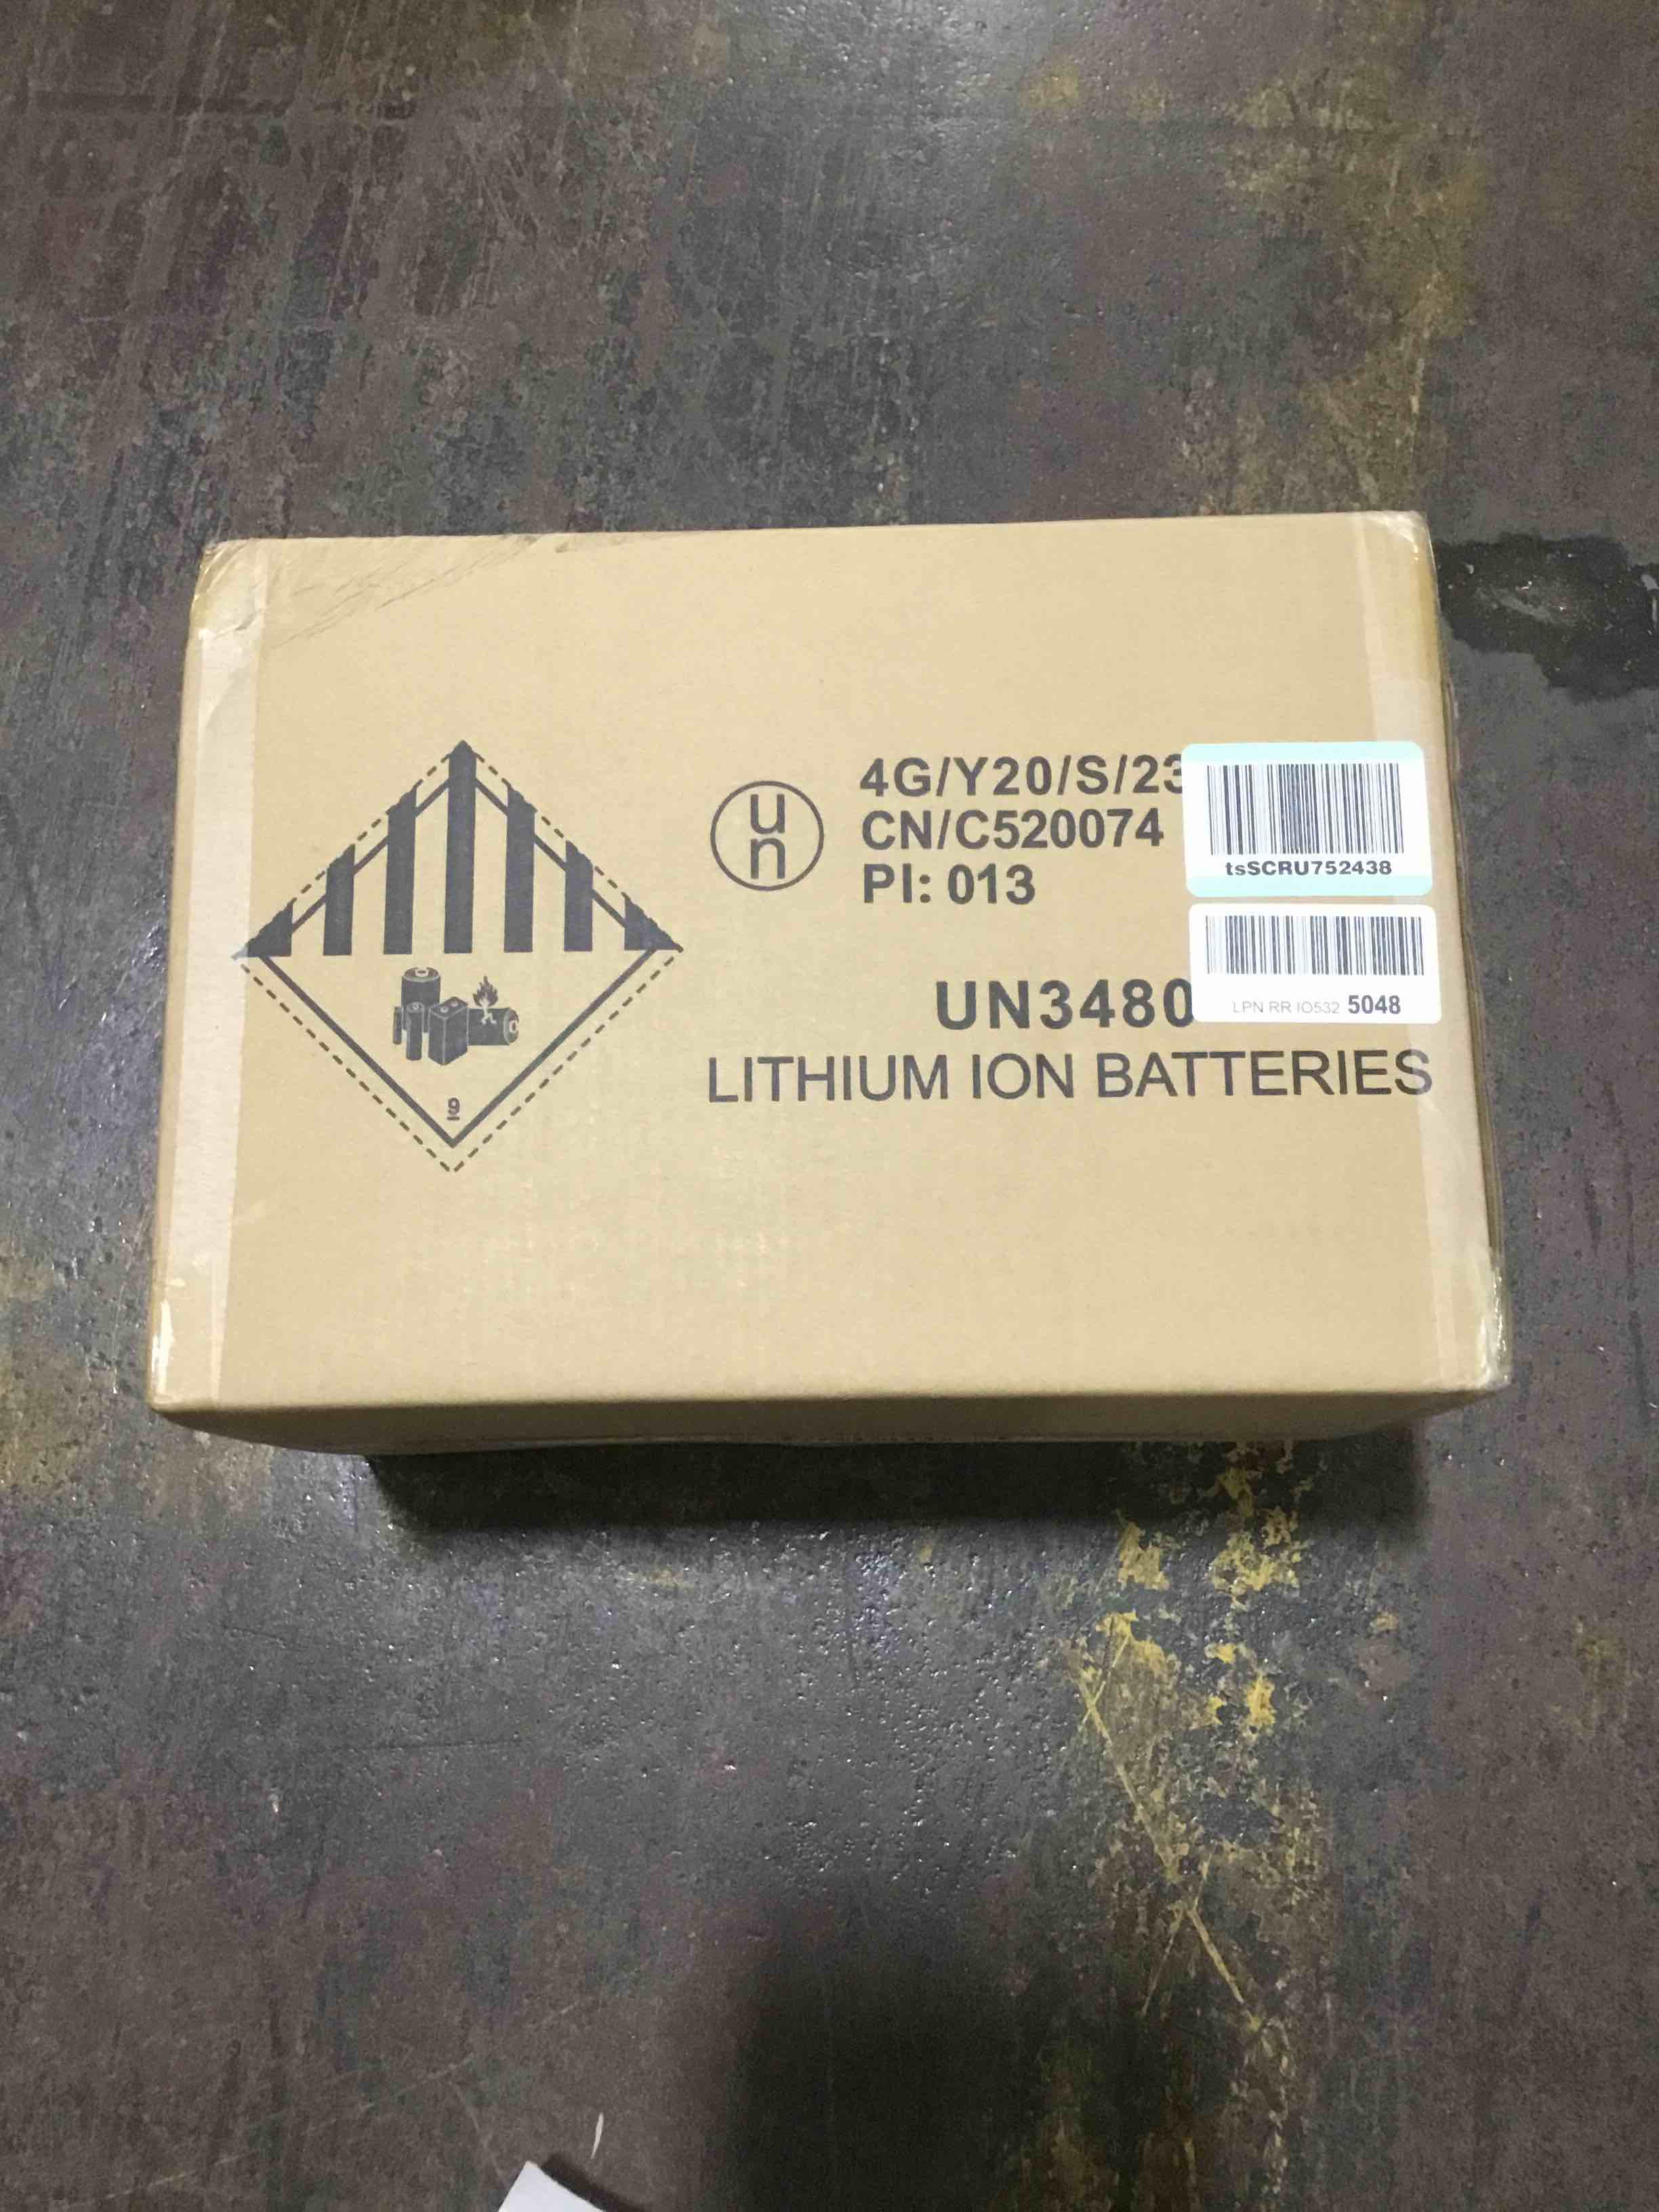 un
4G/Y20/S/23
CN/C520074
PI: 013
tsSCRU752438
LPN RR IO532 5048
UN3480
LITHIUM ION BATTERIES
9